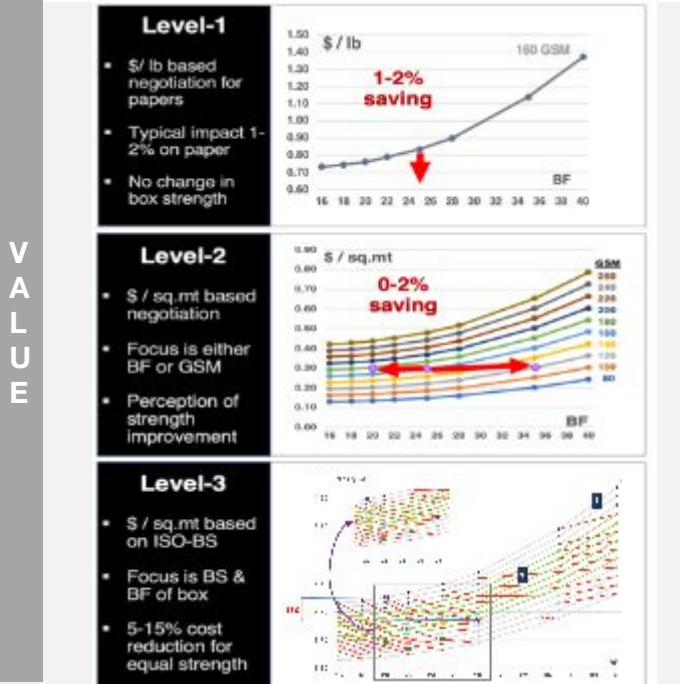 VALUE
Level-1
• $/ lb based
negotiation for
papers
• Typical impact 1-
2% on paper
• No change in
box strength
$ / lb
160 GSM
1-2%
saving
1.50
1.40
1.30
1.20
1.10
1.00
0.90
0.80
0.70
0.60
BF
16 18 20 22 24 26 28 30 32 34 36 38 40
Level-2
• $ / sq.mt based
negotiation
• Focus is either
BF or GSM
• Perception of
strength
improvement
$ / sq.mt
0-2%
saving
0.90
0.80
0.70
0.60
0.50
0.40
0.30
0.20
0.10
0.00
GSM
260
240
220
200
180
120
100
80
BF
16 18 20 22 24 26 28 30 32 34 36 38 40
Level-3
• $ / sq.mt based
on ISO-BS
• Focus is BS &
BF of box
• 5-15% cost
reduction for
equal strength